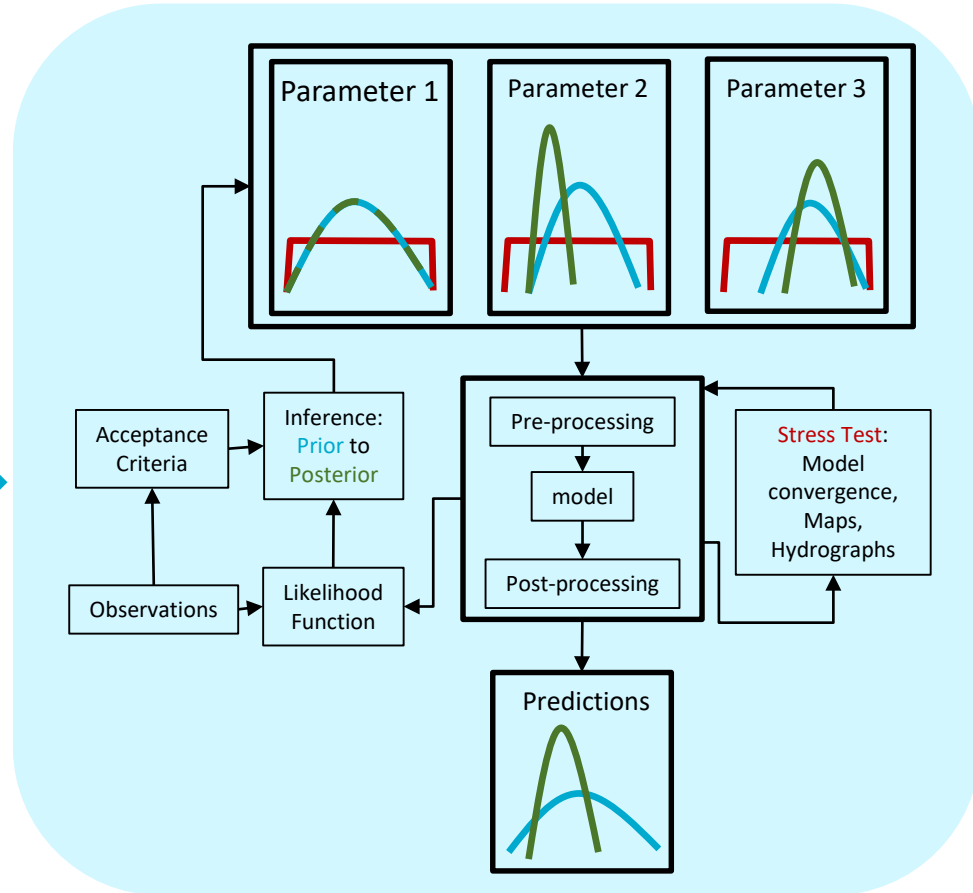 Parameter 1
Parameter 2
Parameter 3
Acceptance
Criteria
Inference:
Prior to
Posterior
Pre-processing
model
Post-processing
Stress Test:
Model
convergence,
Maps,
Hydrographs
Observations
Likelihood
Function
Predictions